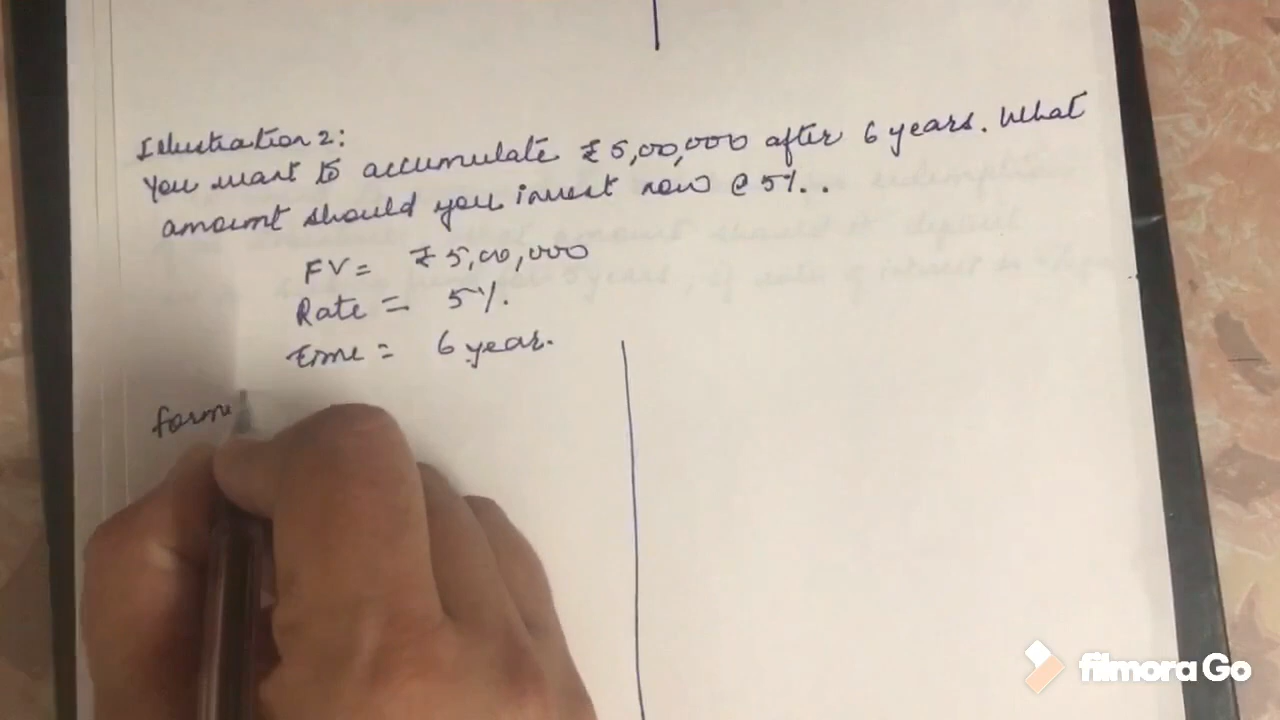 Illustration 2:
You want to accumulate ₹5,00,000 after 6 years. What
amount should you invest now @ 5%.
FV = ₹5,00,000
Rate = 5%.
Time = 6 year.
formu
filmora Go